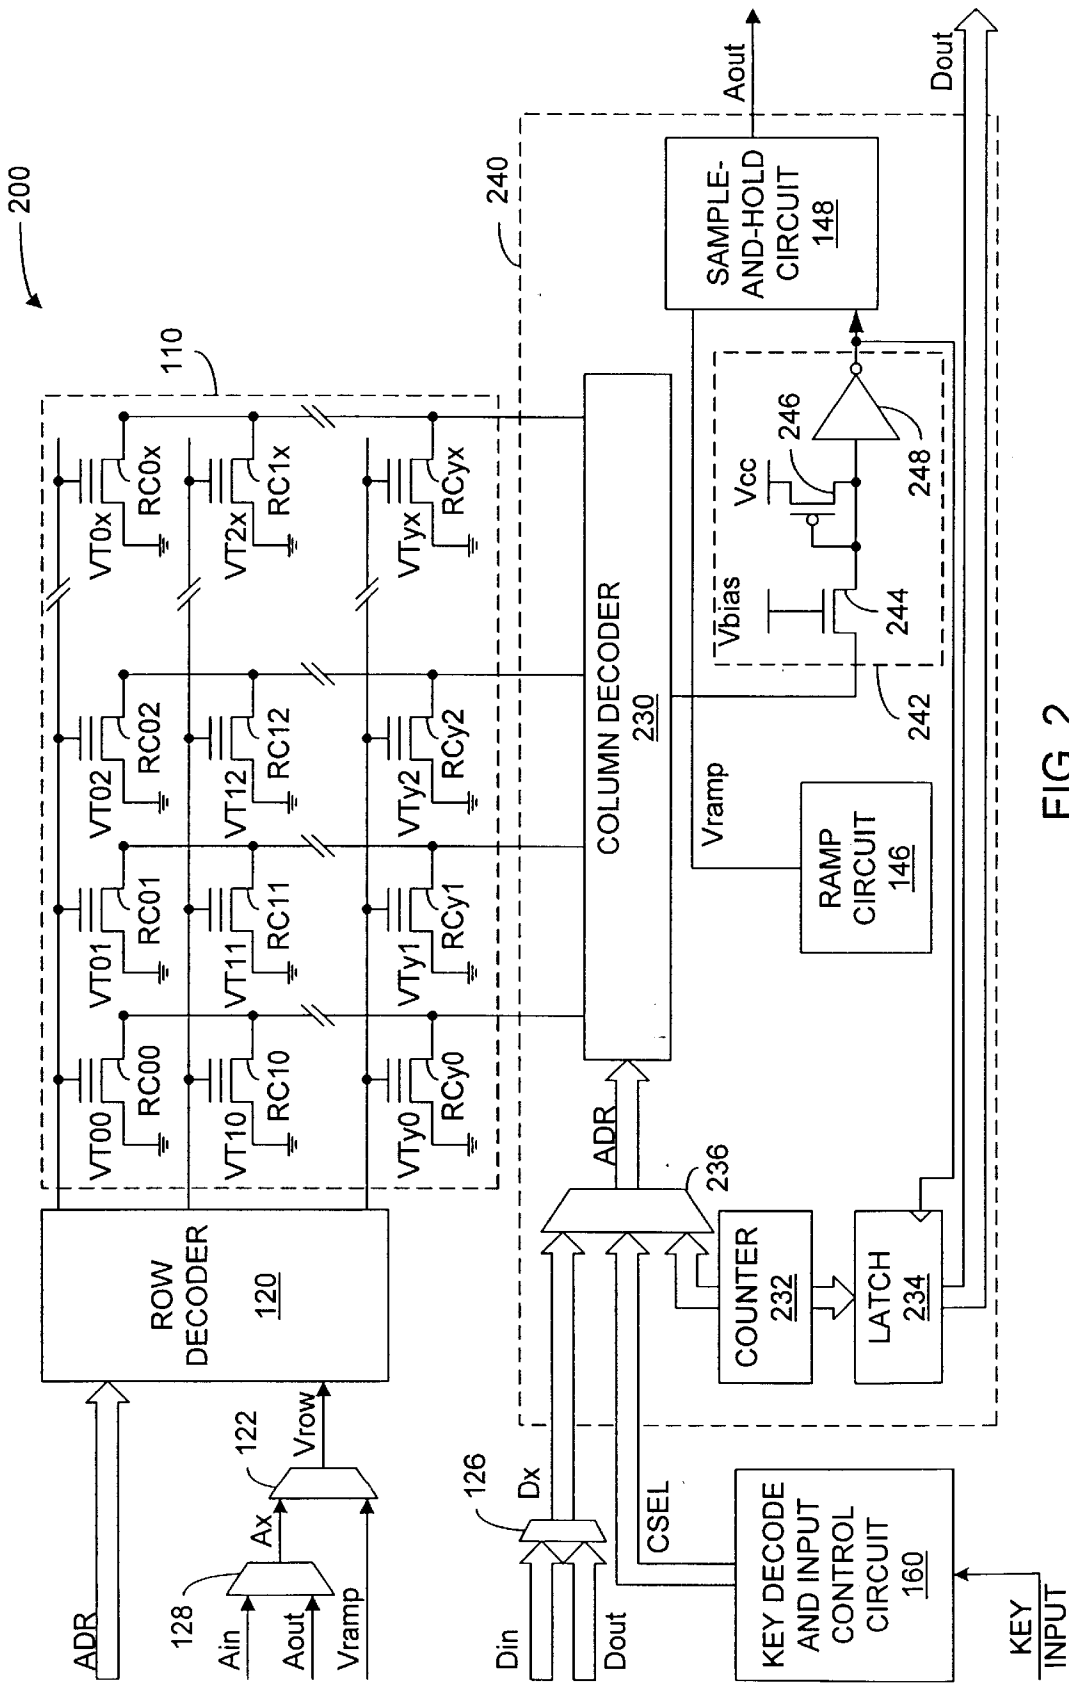 200
110
VT00
RC00
VT01
RC01
VT02
RC02
VT0x
RC0x
VT10
RC10
VT11
RC11
VT12
RC12
VT2x
RC1x
VTy0
RCy0
VTy1
RCy1
VTy2
RCy2
VTyx
RCyx
ROW
DECODER
120
ADR
Vrow
122
Ax
128
Ain
Aout
Vramp
240
COLUMN DECODER
230
ADR
236
Dx
126
Din
Dout
CSEL
KEY DECODE
AND INPUT
CONTROL
CIRCUIT
160
KEY
INPUT
COUNTER
232
LATCH
234
Vramp
RAMP
CIRCUIT
146
242
Vbias
244
Vcc
246
248
SAMPLE-
AND-HOLD
CIRCUIT
148
Aout
Dout
FIG. 2